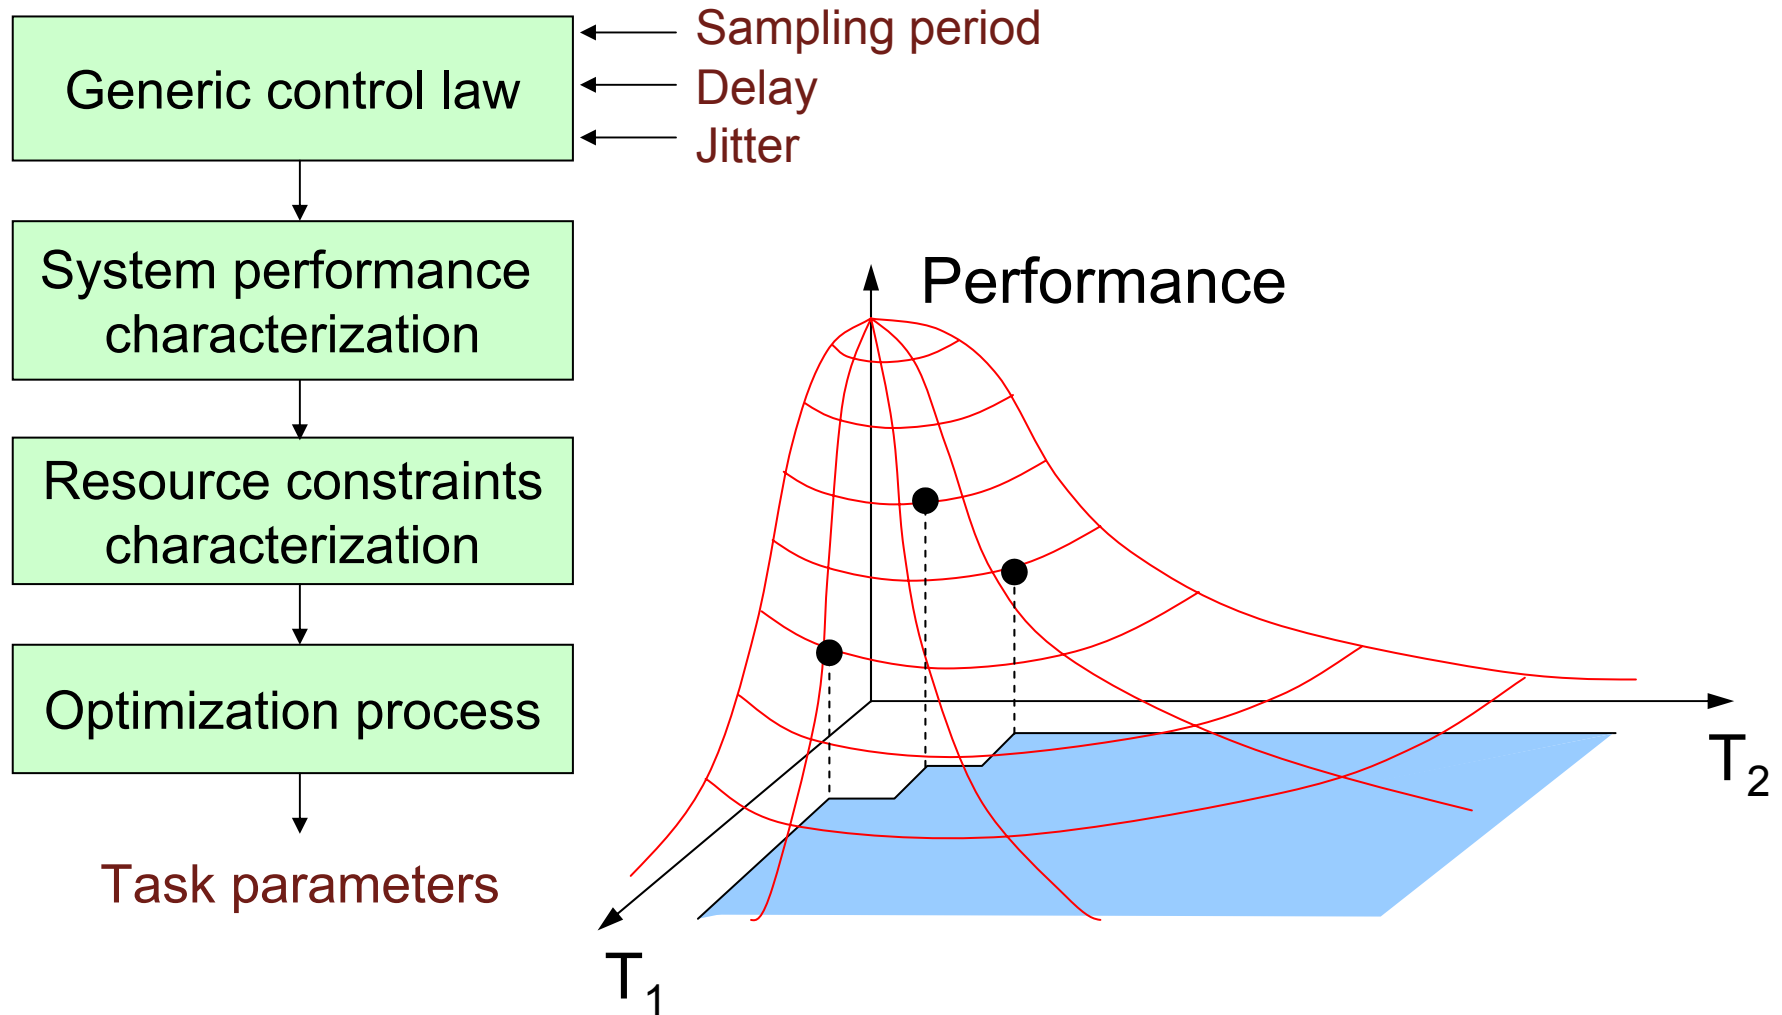 Generic control law
Sampling period
Delay
Jitter
System performance
characterization
Resource constraints
characterization
Optimization process
Task parameters
Performance
T2
T1